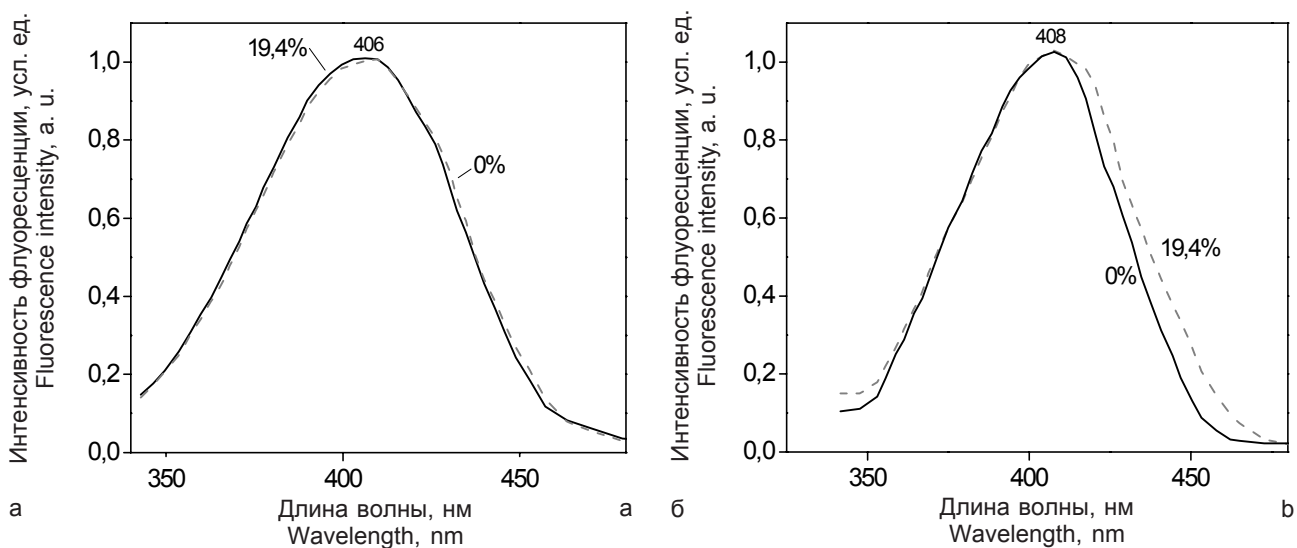 Интенсивность флуоресценции, усл. ед.
Fluorescence intensity, a. u.
1,0
0,8
0,6
0,4
0,2
0,0
19,4%
406
0%
350
400
450
Длина волны, нм
Wavelength, nm
а
a
Интенсивность флуоресценции, усл. ед.
Fluorescence intensity, a. u.
1,0
0,8
0,6
0,4
0,2
0,0
408
19,4%
0%
350
400
450
Длина волны, нм
Wavelength, nm
б
b